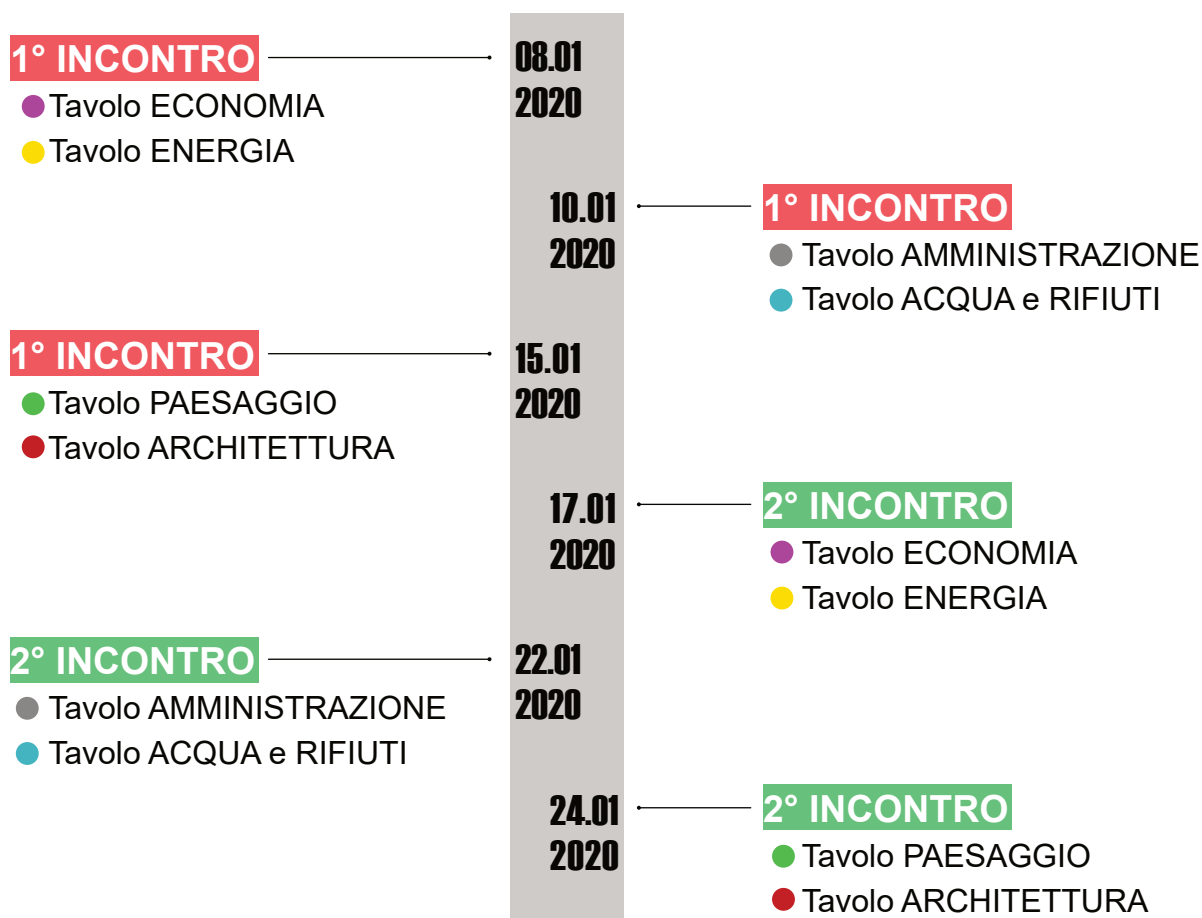 1° INCONTRO
08.01
2020
Tavolo ECONOMIA
Tavolo ENERGIA
10.01
2020
1° INCONTRO
Tavolo AMMINISTRAZIONE
Tavolo ACQUA e RIFIUTI
1° INCONTRO
15.01
2020
Tavolo PAESAGGIO
Tavolo ARCHITETTURA
17.01
2020
2° INCONTRO
Tavolo ECONOMIA
Tavolo ENERGIA
2° INCONTRO
22.01
2020
Tavolo AMMINISTRAZIONE
Tavolo ACQUA e RIFIUTI
24.01
2020
2° INCONTRO
Tavolo PAESAGGIO
Tavolo ARCHITETTURA